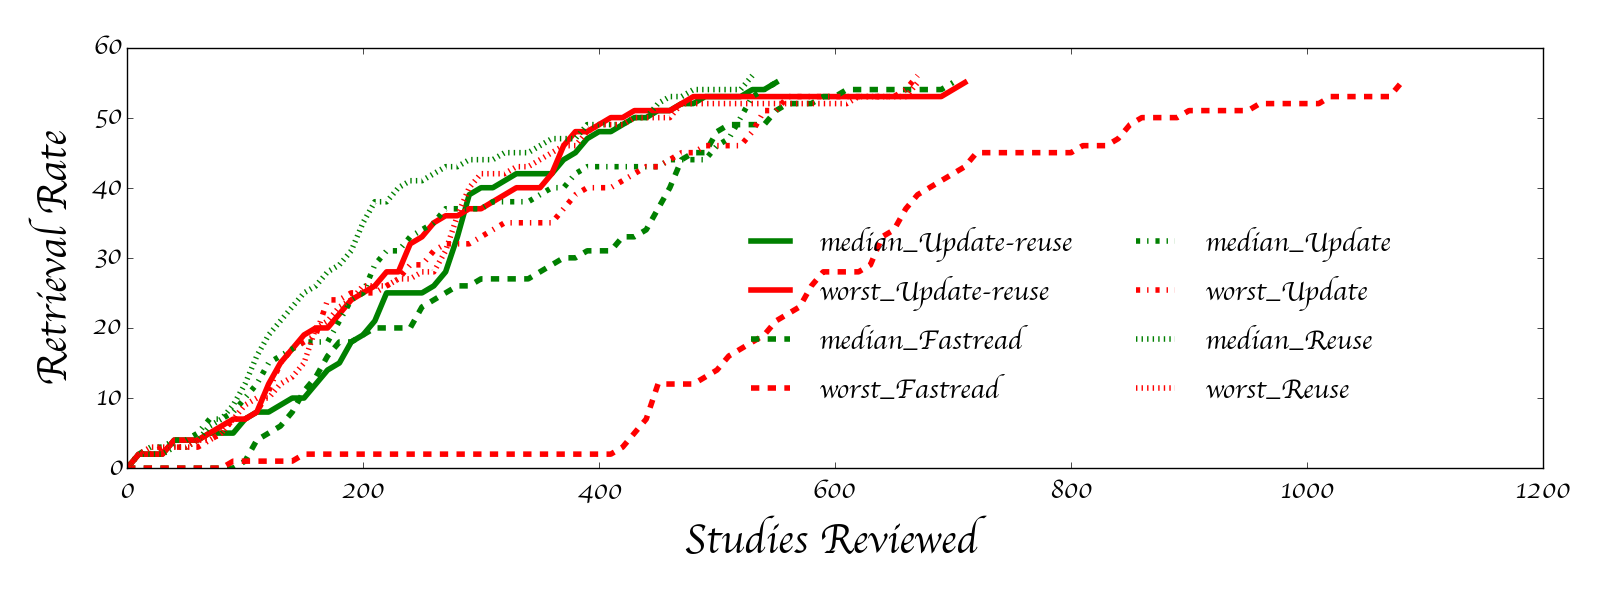 60
50
40
30
20
10
0
Retrieval Rate
median_Update-reuse
worst_Update-reuse
median_Fastread
worst_Fastread
median_Update
worst_Update
median_Reuse
worst_Reuse
0 200 400 600 800 1000 1200
Studies Reviewed